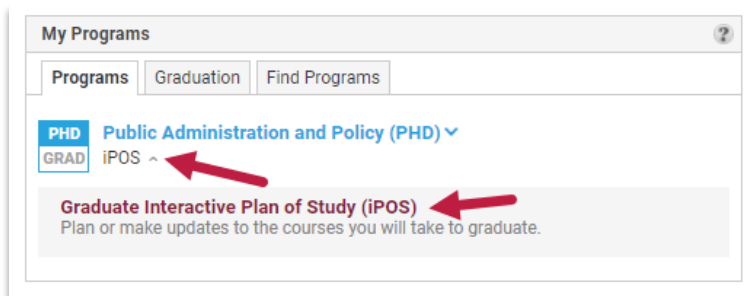 My Programs ?
Programs Graduation Find Programs
PHD Public Administration and Policy (PHD)
GRAD iPOS
Graduate Interactive Plan of Study (iPOS)
Plan or make updates to the courses you will take to graduate.